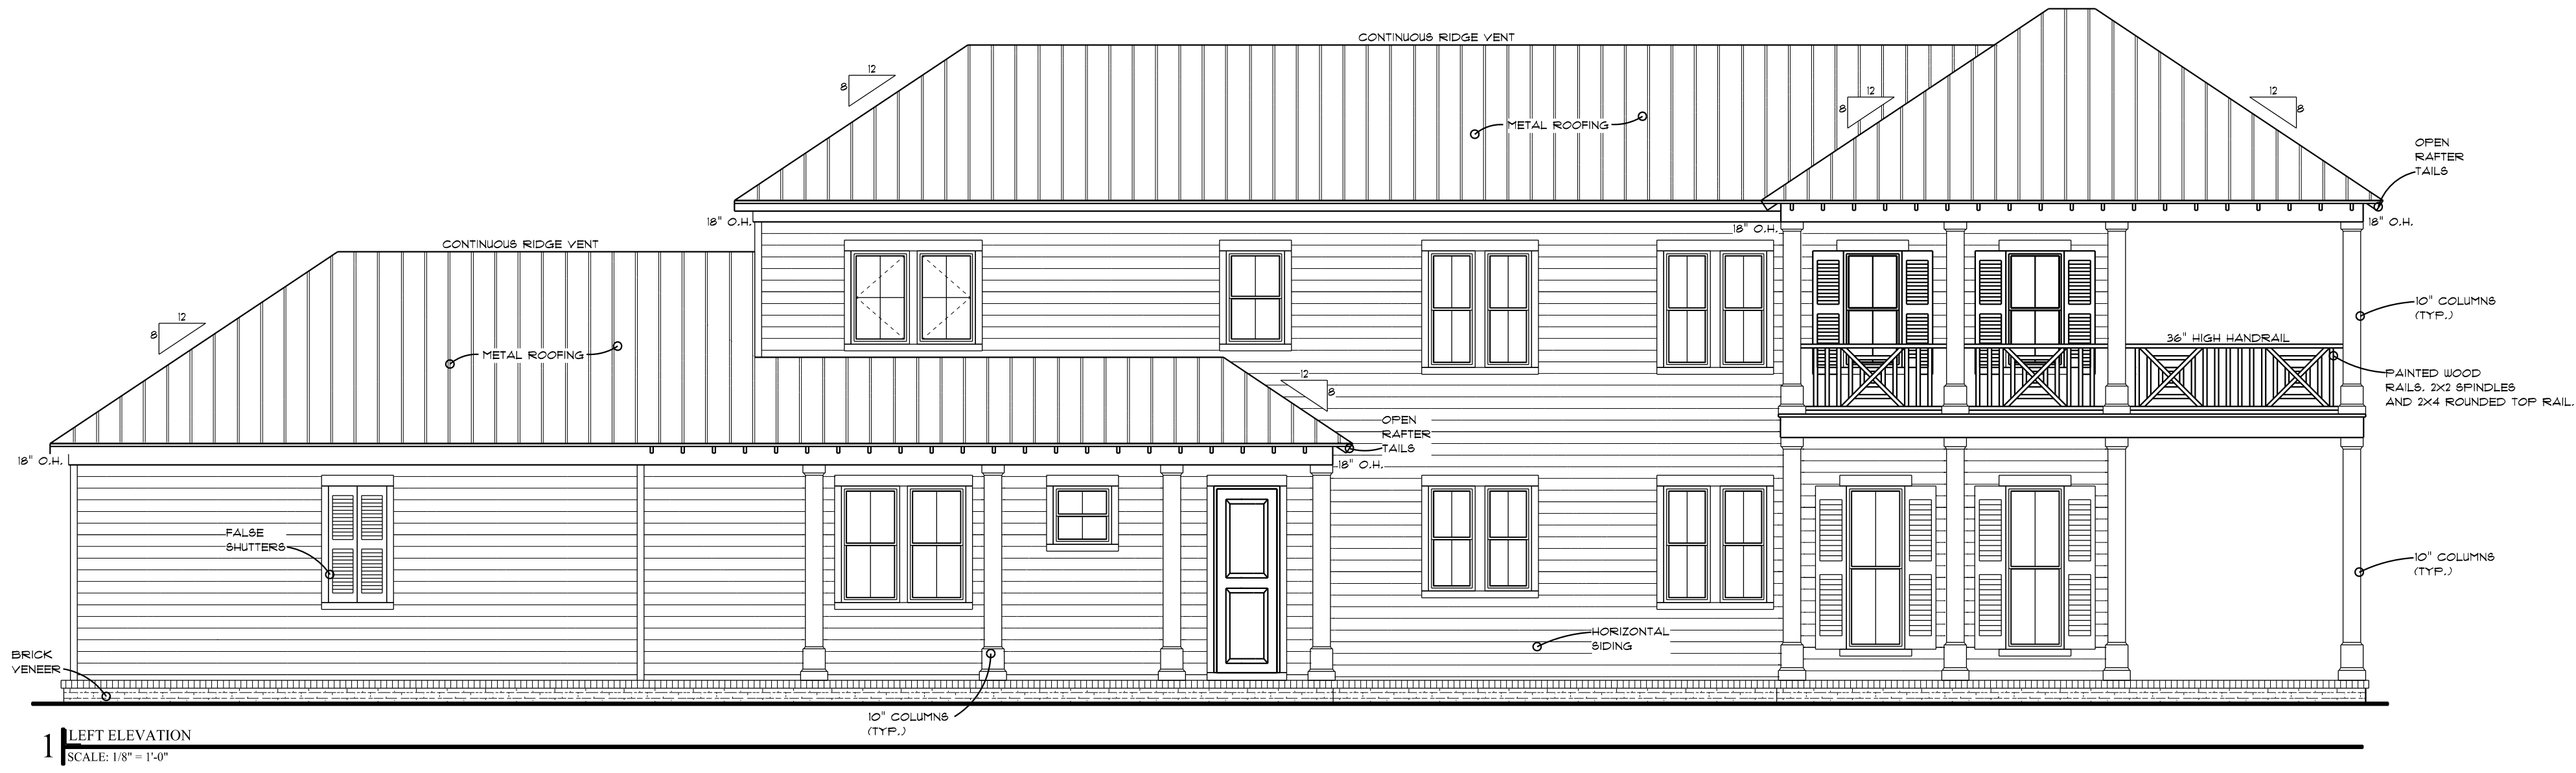 CONTINUOUS RIDGE VENT
12
8
12
8
12
8
METAL ROOFING
OPEN
RAFTER
TAILS
18" O.H.
18" O.H.
18" O.H.
CONTINUOUS RIDGE VENT
12
8
METAL ROOFING
10" COLUMNS
(TYP.)
36" HIGH HANDRAIL
PAINTED WOOD
RAILS, 2X2 SPINDLES
AND 2X4 ROUNDED TOP RAIL.
12
8
OPEN
RAFTER
TAILS
18" O.H.
18" O.H.
FALSE
SHUTTERS
10" COLUMNS
(TYP.)
HORIZONTAL
SIDING
BRICK
VENEER
10" COLUMNS
(TYP.)
1
LEFT ELEVATION
SCALE: 1/8" = 1'-0"